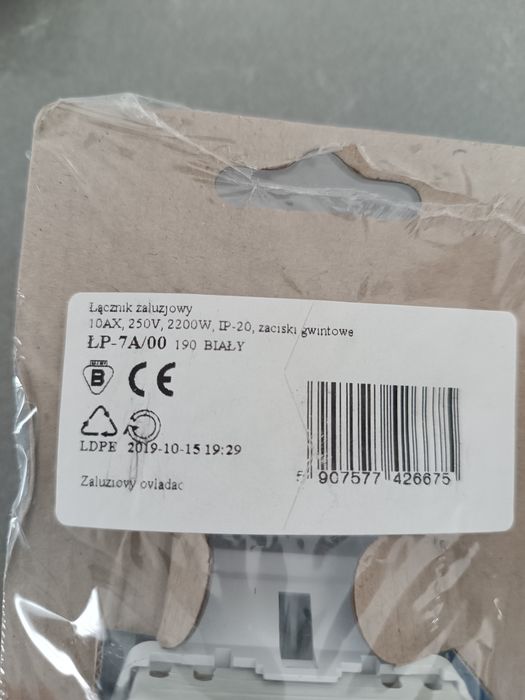 Łącznik żaluzjowy
10AX, 250V, 2200W, IP-20, zaciski gwintowe
ŁP-7A/00 190 BIAŁY
B CE
LDPE 2019-10-15 19:29
5 907577 426675
Zaluziovy ovladac